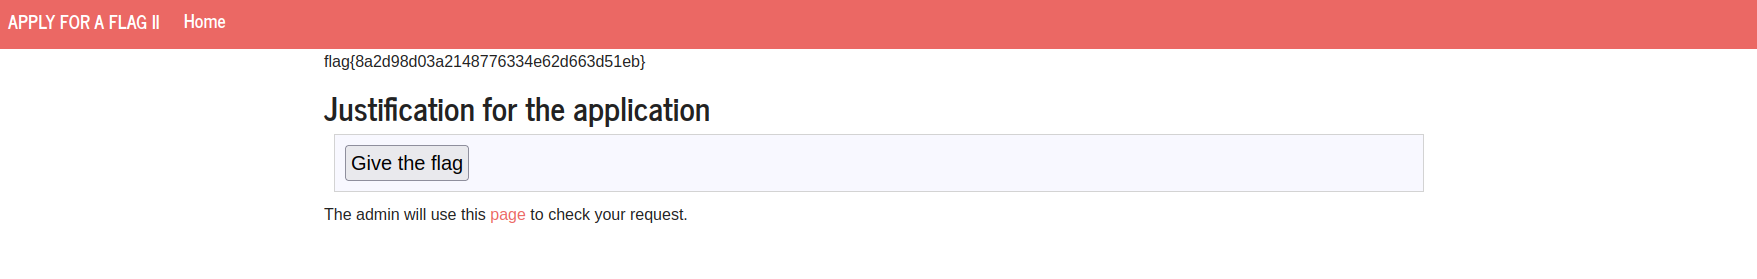 APPLY FOR A FLAG II Home
flag{8a2d98d03a2148776334e62d663d51eb}
Justification for the application
Give the flag
The admin will use this page to check your request.